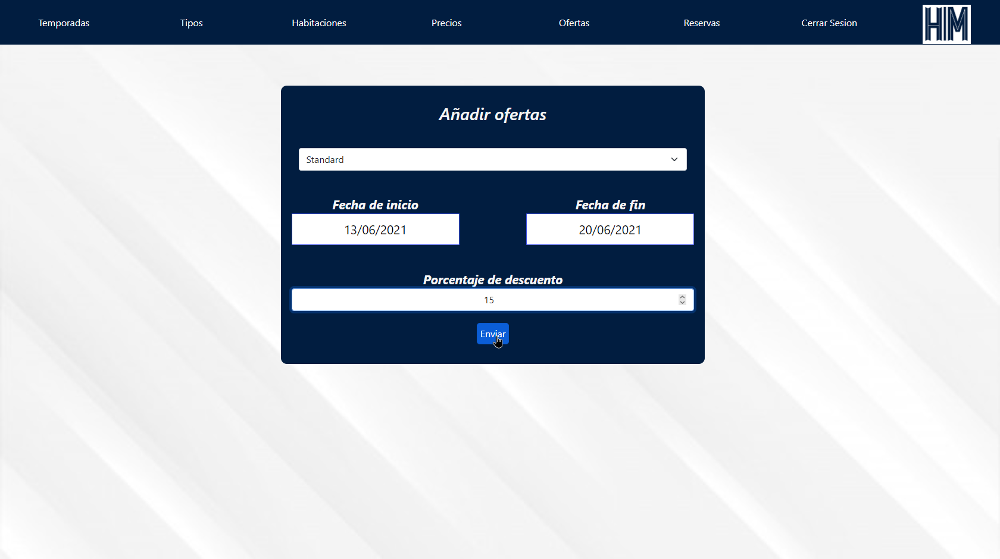 Temporadas Tipos Habitaciones Precios Ofertas Reservas Cerrar Sesion HIM
Añadir ofertas
Standard
Fecha de inicio Fecha de fin
13/06/2021 20/06/2021
Porcentaje de descuento
15
Enviar